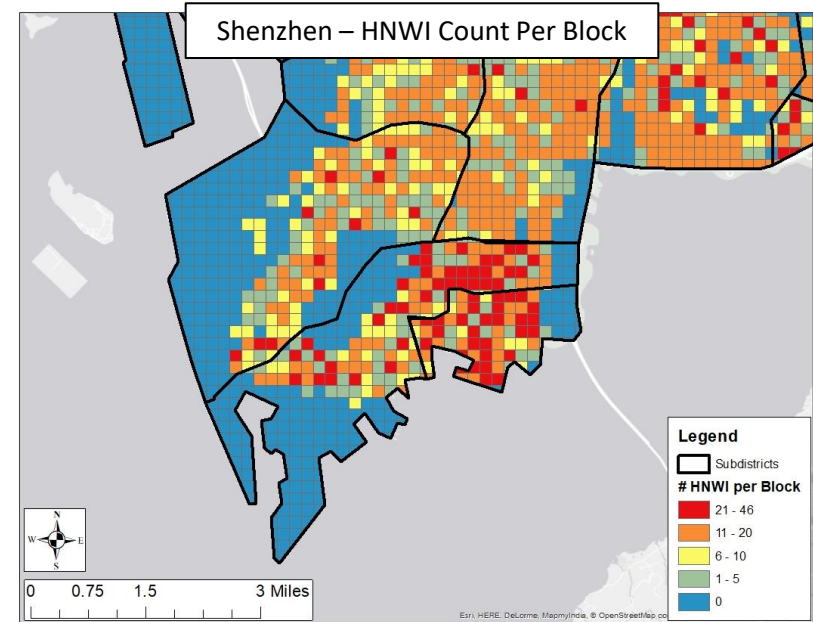 Shenzhen – HNWI Count Per Block
Legend
Subdistricts
# HNWI per Block
21 - 46
11 - 20
6 - 10
1 - 5
0
N
W E
S
0 0.75 1.5 3 Miles
Esri, HERE, DeLorme, MapmyIndia, © OpenStreetMap co